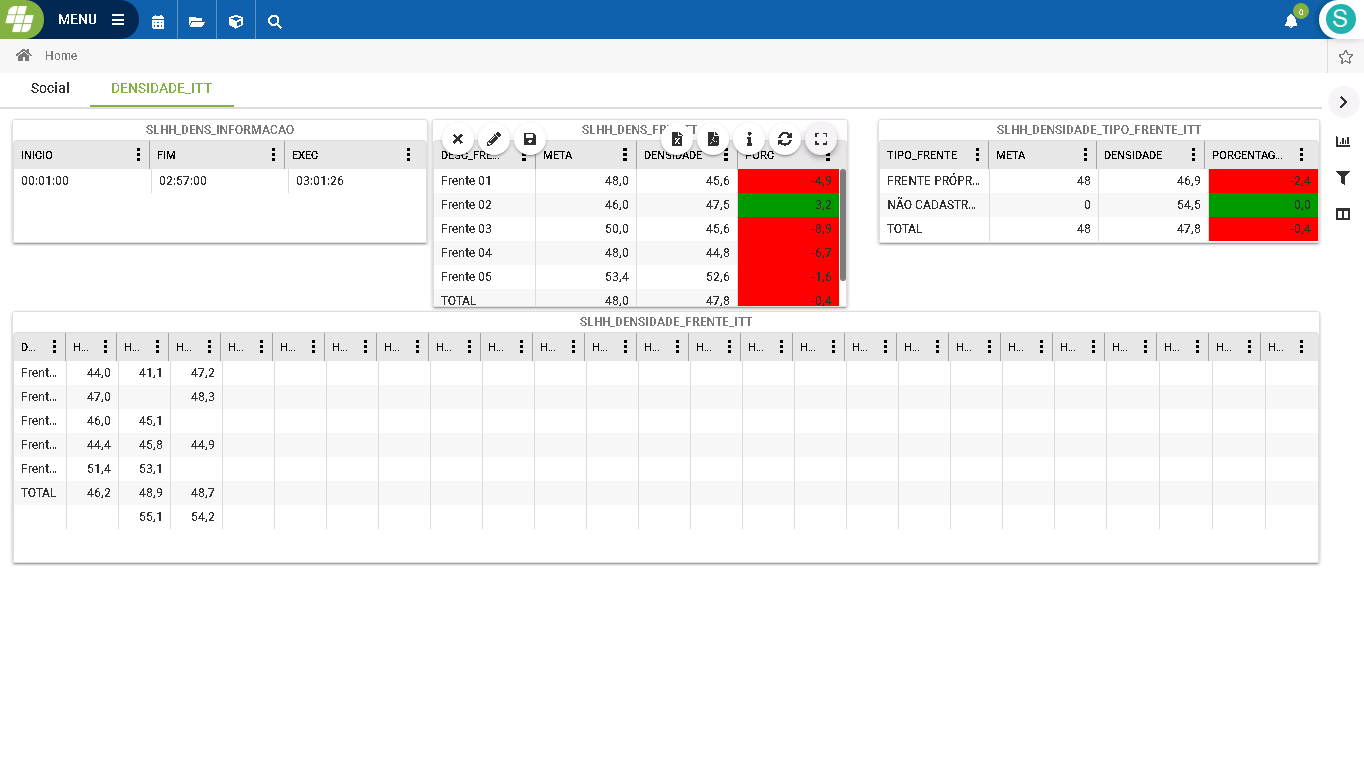 MENU
0
S
Home
Social DENSIDADE_ITT
SLHH_DENS_INFORMACAO
INICIO FIM EXEC
00:01:00 02:57:00 03:01:26
META DENSIDADE PORC
Frente 01 48,0 45,6 -4,9
Frente 02 46,0 47,5 3,2
Frente 03 50,0 45,6 -8,9
Frente 04 48,0 44,8 -6,7
Frente 05 53,4 52,6 -1,6
TOTAL 48,0 47,8 -0,4
SLHH_DENSIDADE_TIPO_FRENTE_ITT
TIPO_FRENTE META DENSIDADE PORCENTAG...
FRENTE PRÓPR... 48 46,9 -2,4
NÃO CADASTR... 0 54,5 0,0
TOTAL 48 47,8 -0,4
SLHH_DENSIDADE_FRENTE_ITT
D... H... H... H... H... H... H... H... H... H... H... H... H... H... H... H... H... H... H... H... H... H... H... H... H...
Frent... 44,0 41,1 47,2
Frent... 47,0 48,3
Frent... 46,0 45,1
Frent... 44,4 45,8 44,9
Frent... 51,4 53,1
TOTAL 46,2 48,9 48,7
55,1 54,2